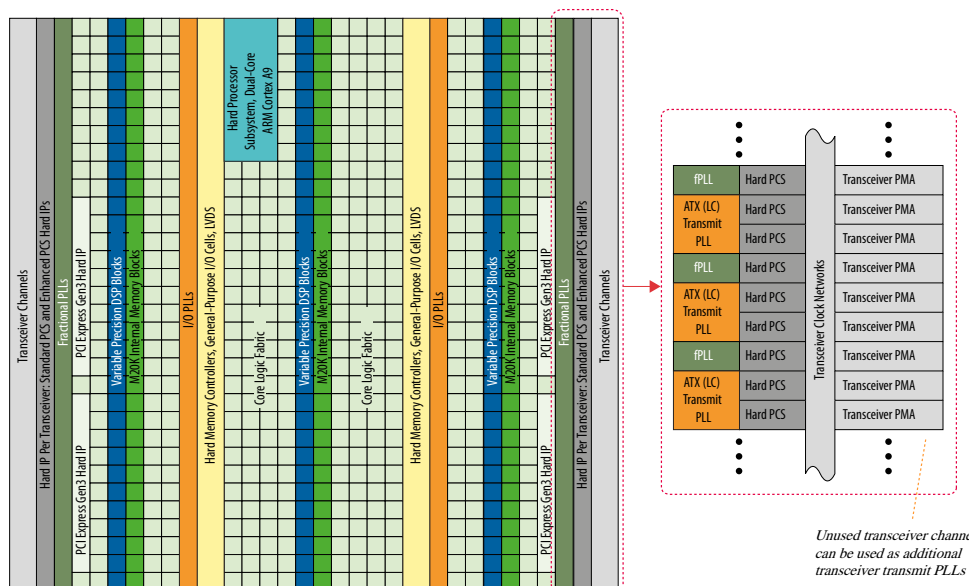 Transceiver Channels
Hard IP Per Transceiver: Standard PCS and Enhanced PCS Hard IPs
Fractional PLLs
PCI Express Gen3 Hard IP
PCI Express Gen3 Hard IP
Variable Precision DSP Blocks
M20K Internal Memory Blocks
I/O PLLs
Hard Memory Controllers, General-Purpose I/O Cells, LVDS
Hard Processor
Subsystem, Dual-Core
ARM Cortex A9
Core Logic Fabric
Variable Precision DSP Blocks
M20K Internal Memory Blocks
Core Logic Fabric
Hard Memory Controllers, General-Purpose I/O Cells, LVDS
I/O PLLs
Variable Precision DSP Blocks
M20K Internal Memory Blocks
PCI Express Gen3 Hard IP
PCI Express Gen3 Hard IP
Fractional PLLs
Hard IP Per Transceiver: Standard PCS and Enhanced PCS Hard IPs
Transceiver Channels
fPLL
ATX (LC)
Transmit
PLL
fPLL
ATX (LC)
Transmit
PLL
fPLL
ATX (LC)
Transmit
PLL
Hard PCS
Hard PCS
Hard PCS
Hard PCS
Hard PCS
Hard PCS
Hard PCS
Hard PCS
Hard PCS
Transceiver Clock Networks
Transceiver PMA
Transceiver PMA
Transceiver PMA
Transceiver PMA
Transceiver PMA
Transceiver PMA
Transceiver PMA
Transceiver PMA
Transceiver PMA
Unused transceiver
can be used as additional
transceiver transmit PLLs